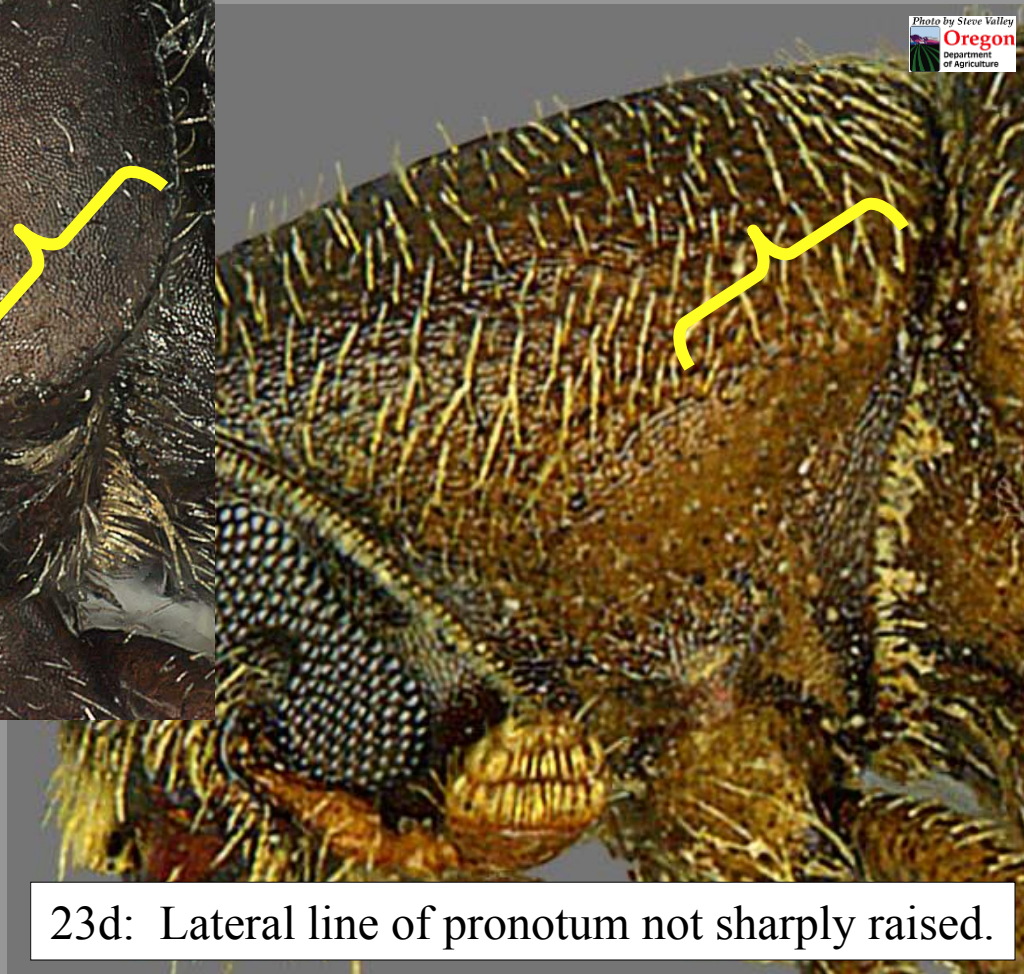 Photo by Steve Valley
Oregon
Department
of Agriculture
23d:  Lateral line of pronotum not sharply raised.